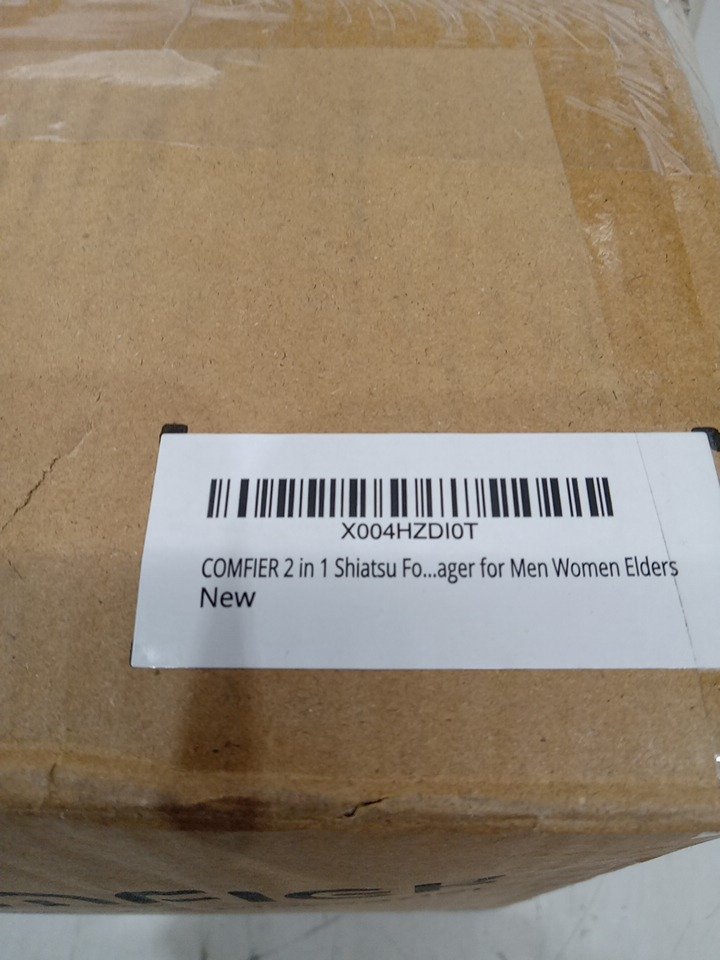 X004HZDI0T
COMFIER 2 in 1 Shiatsu Fo...ager for Men Women Elders
New